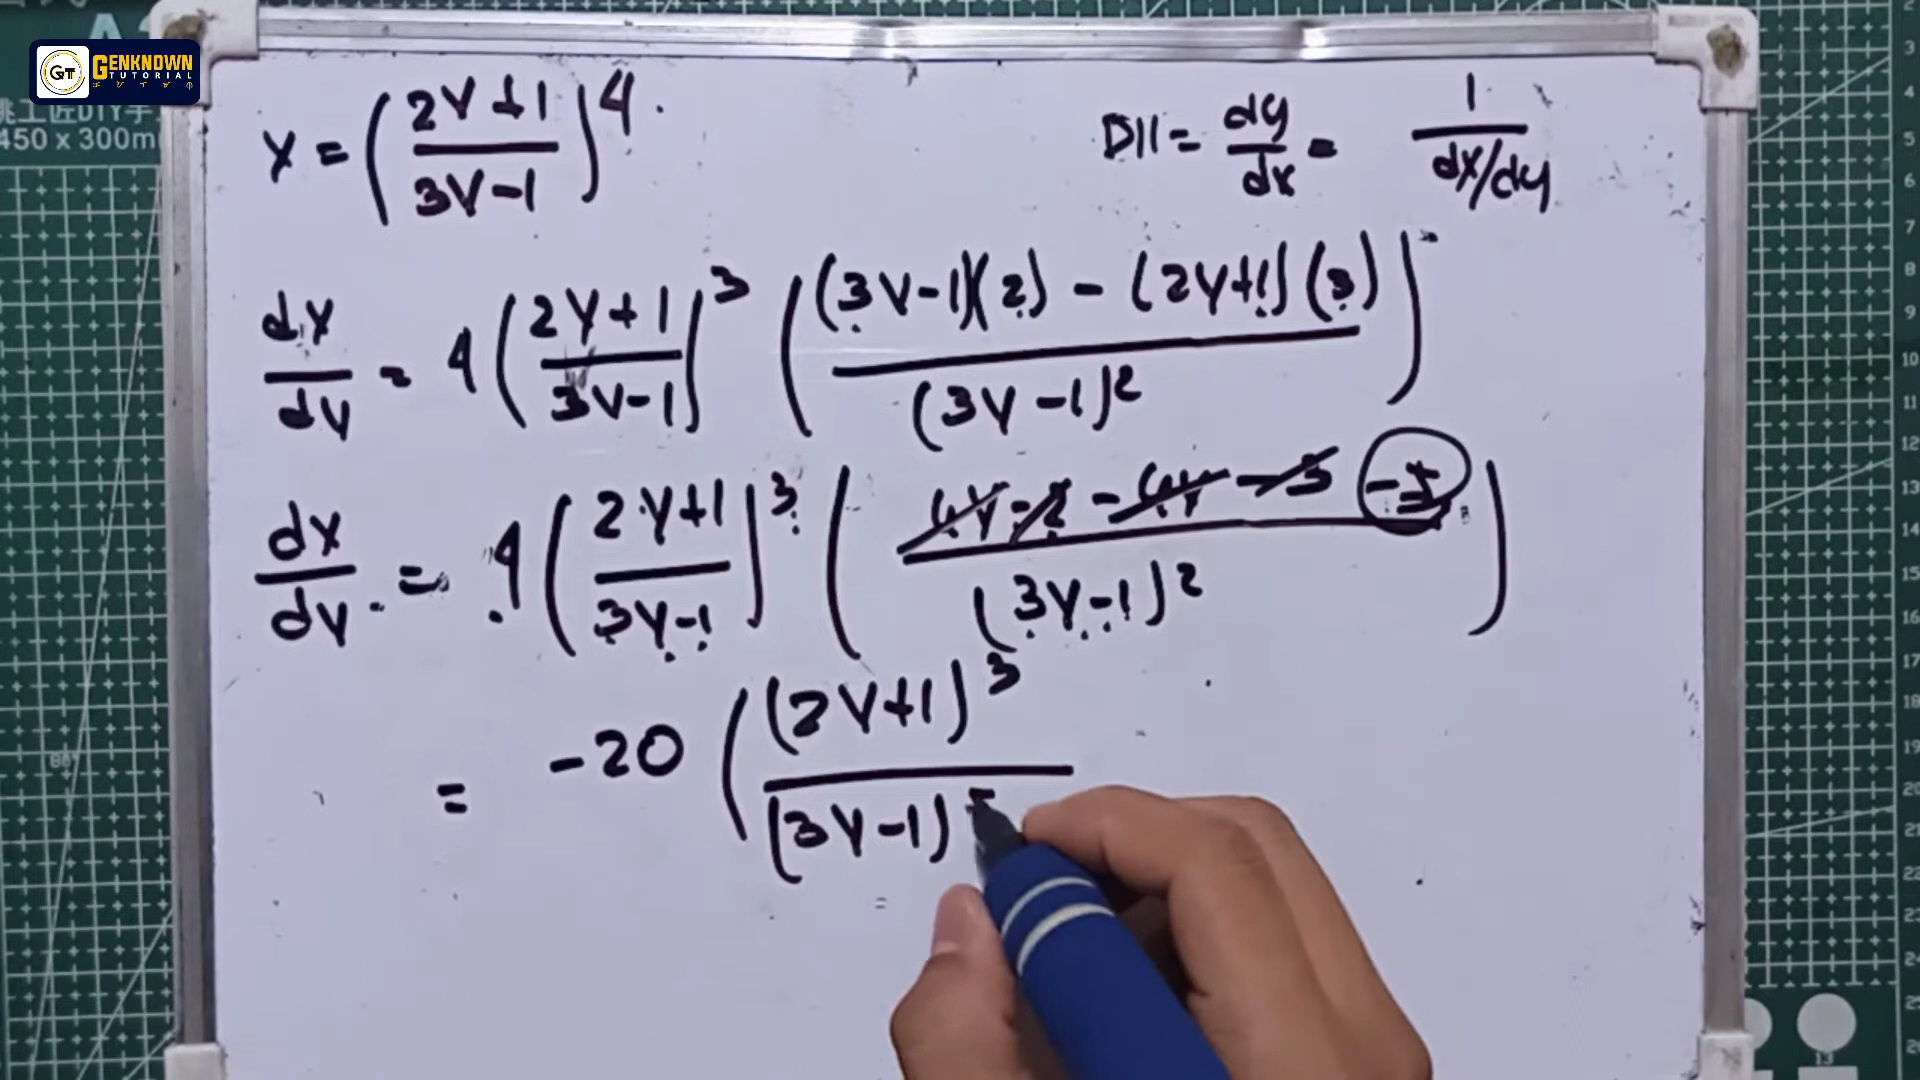 GENKNOWN
TUTORIAL
450 x 300m
x = ((2y+1)/(3y-1))^4
D11 = dy/dx = 1/(dx/dy)
dx/dy = 4((2y+1)/(3y-1))^3 (((3y-1)(2) - (2y+1)(3))/(3y-1)^2)
dx/dy = 4((2y+1)/(3y-1))^3 ((6y-2-6y-3 -5)/(3y-1)^2)
= -20((2y+1)^3/(3y-1)^5